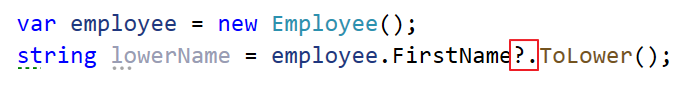 var employee = new Employee();
string lowerName = employee.FirstName?.ToLower();